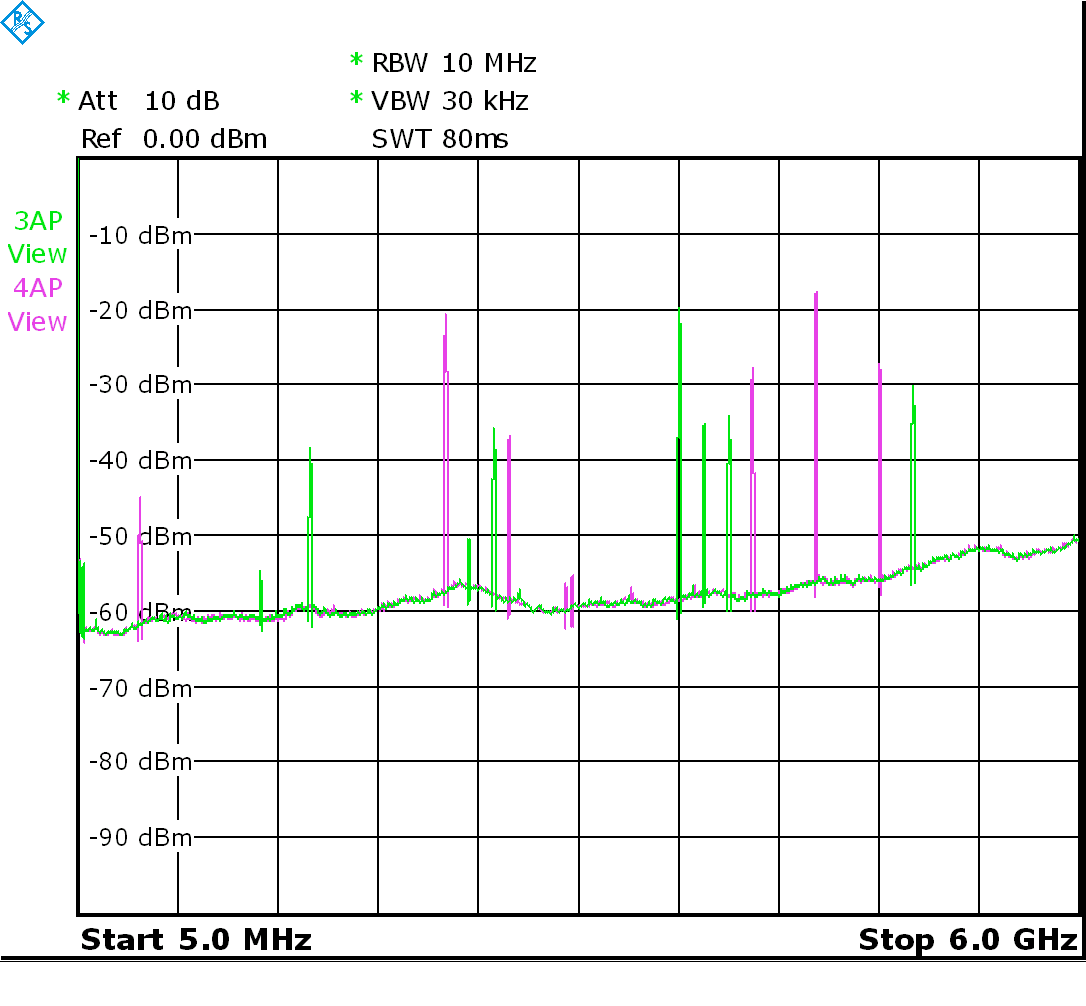 R S
* RBW 10 MHz
* Att 10 dB
* VBW 30 kHz
Ref 0.00 dBm
SWT 80ms
3AP
View
4AP
View
-10 dBm
-20 dBm
-30 dBm
-40 dBm
-50 dBm
-60 dBm
-70 dBm
-80 dBm
-90 dBm
Start 5.0 MHz
Stop 6.0 GHz